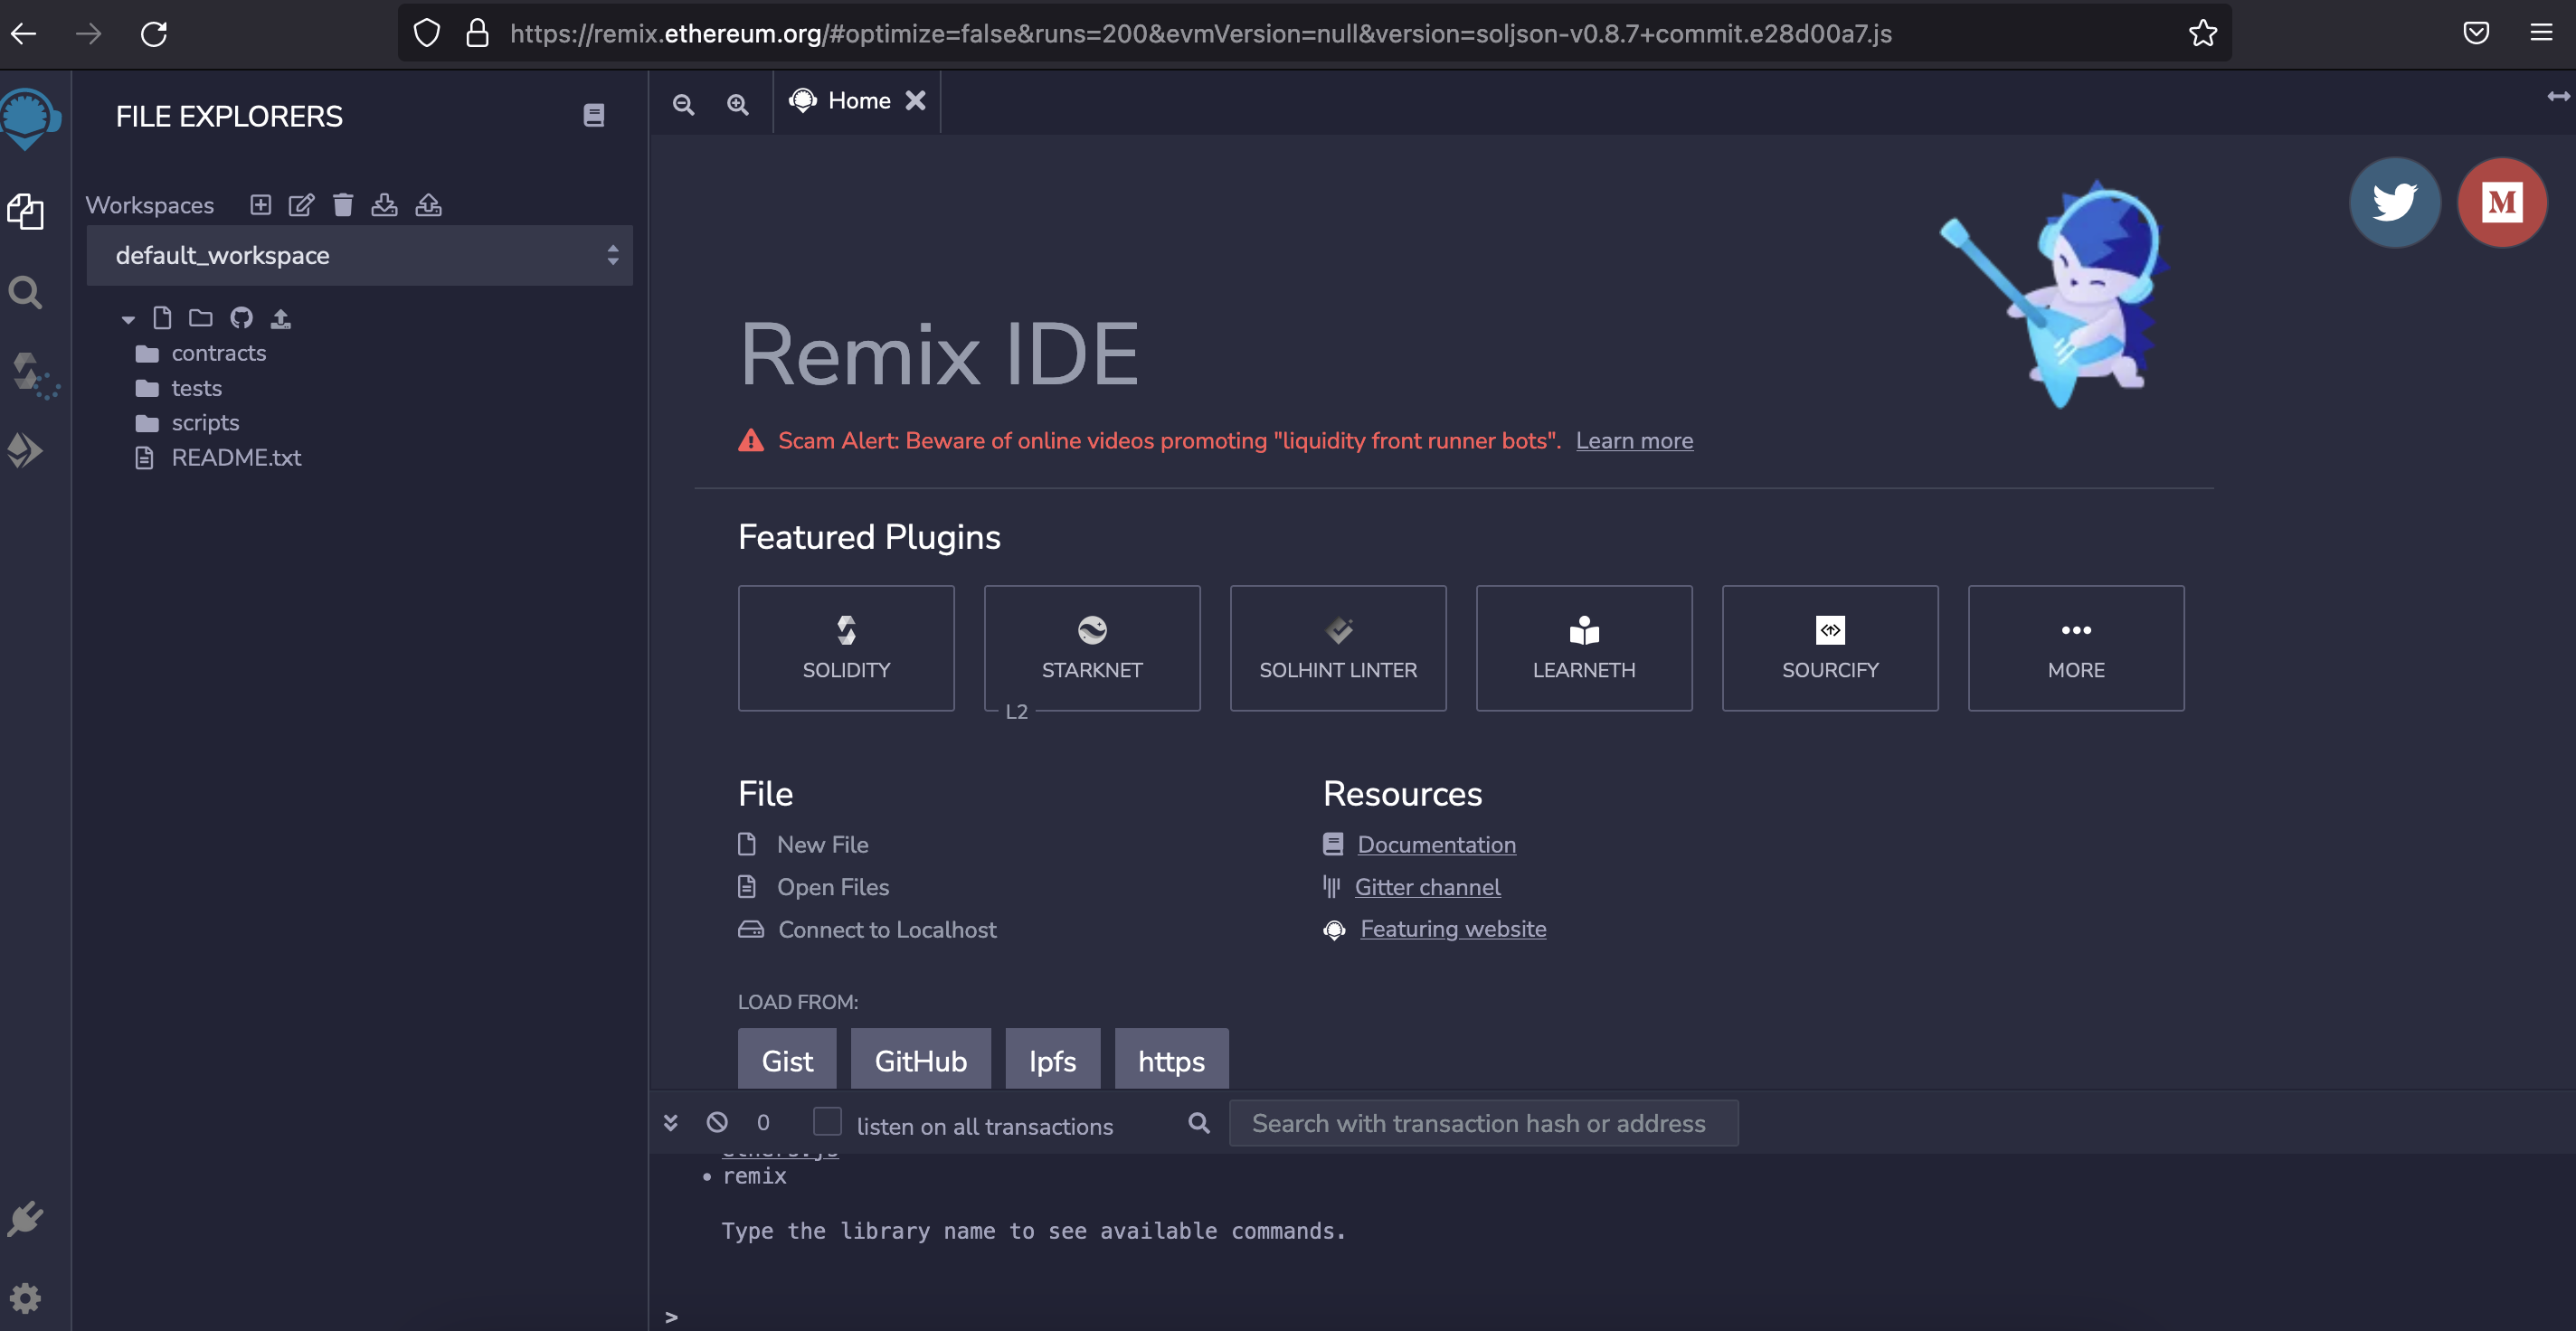 https://remix.ethereum.org/#optimize=false&runs=200&evmVersion=null&version=soljson-v0.8.7+commit.e28d00a7.js
FILE EXPLORERS
Home
Workspaces
default_workspace
contracts
tests
scripts
README.txt
Remix IDE
Scam Alert: Beware of online videos promoting "liquidity front runner bots". Learn more
Featured Plugins
SOLIDITY
STARKNET
L2
SOLHINT LINTER
LEARNETH
SOURCIFY
MORE
File
New File
Open Files
Connect to Localhost
Resources
Documentation
Gitter channel
Featuring website
LOAD FROM:
Gist GitHub Ipfs https
0 listen on all transactions Search with transaction hash or address
ethers.js
• remix
Type the library name to see available commands.
>